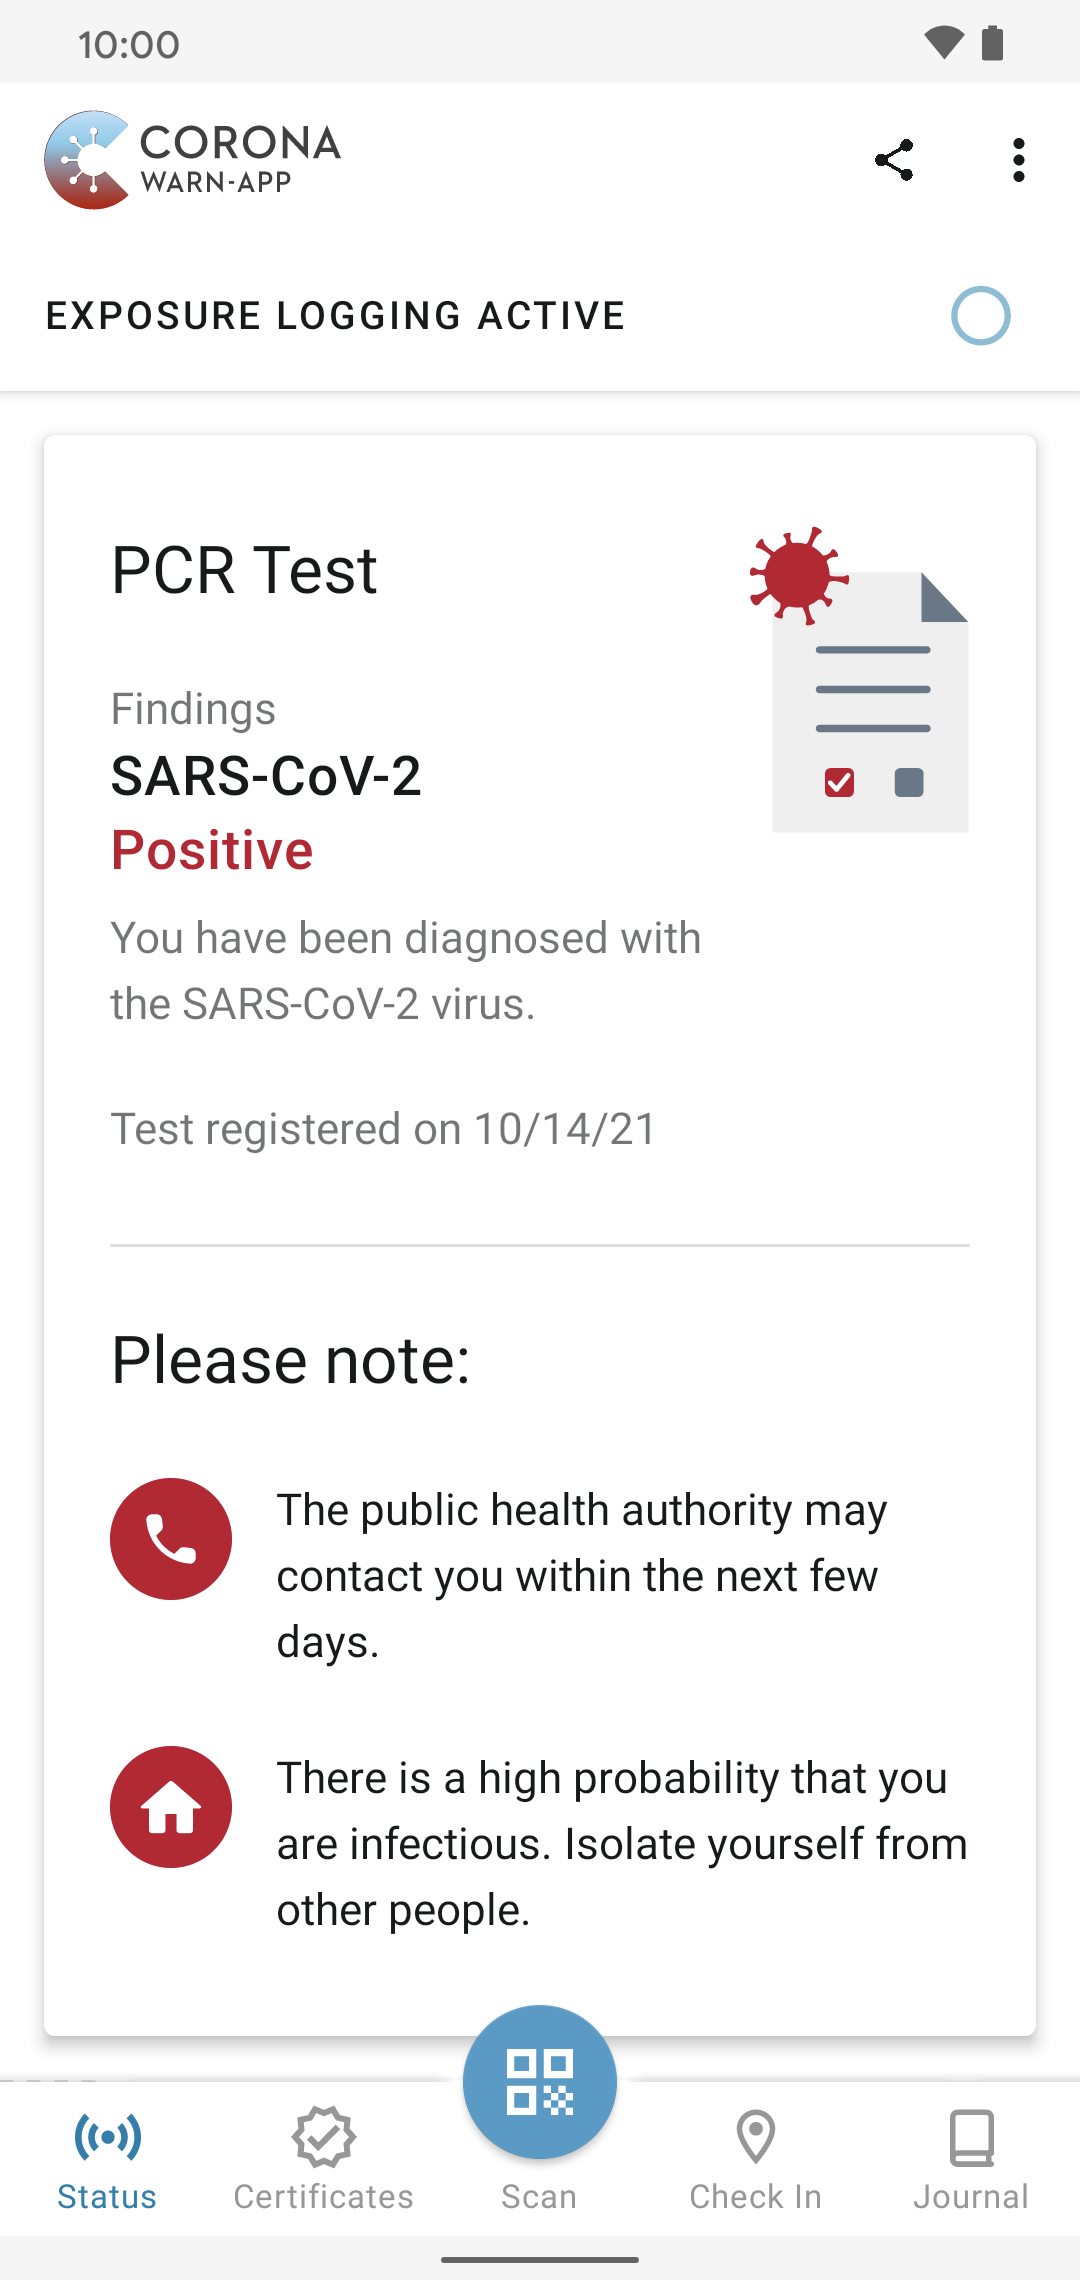 10:00
CORONA
WARN-APP
EXPOSURE LOGGING ACTIVE
PCR Test
Findings
SARS-CoV-2
Positive
You have been diagnosed with
the SARS-CoV-2 virus.
Test registered on 10/14/21
Please note:
The public health authority may
contact you within the next few
days.
There is a high probability that you
are infectious. Isolate yourself from
other people.
Status
Certificates
Scan
Check In
Journal